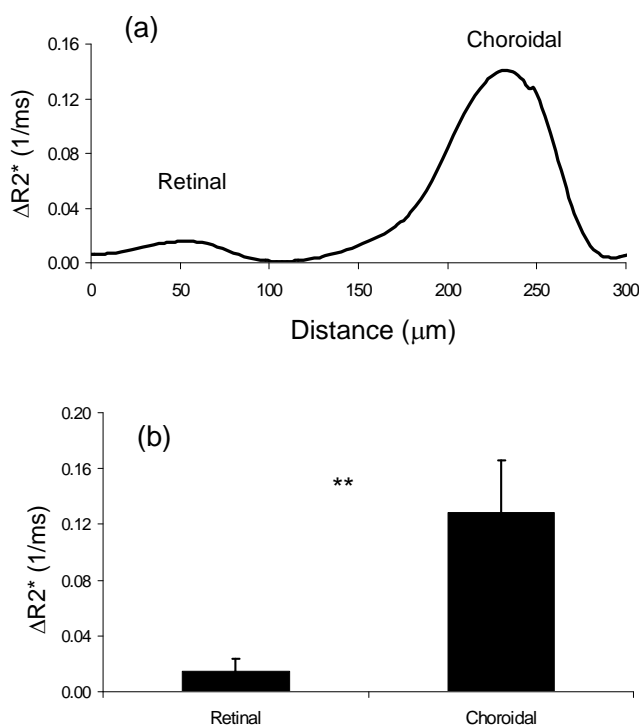 (a)
Choroidal
Retinal
ΔR2* (1/ms)
0.16
0.12
0.08
0.04
0.00
0 50 100 150 200 250 300
Distance (μm)
(b)
**
ΔR2* (1/ms)
0.20
0.16
0.12
0.08
0.04
0.00
Retinal Choroidal